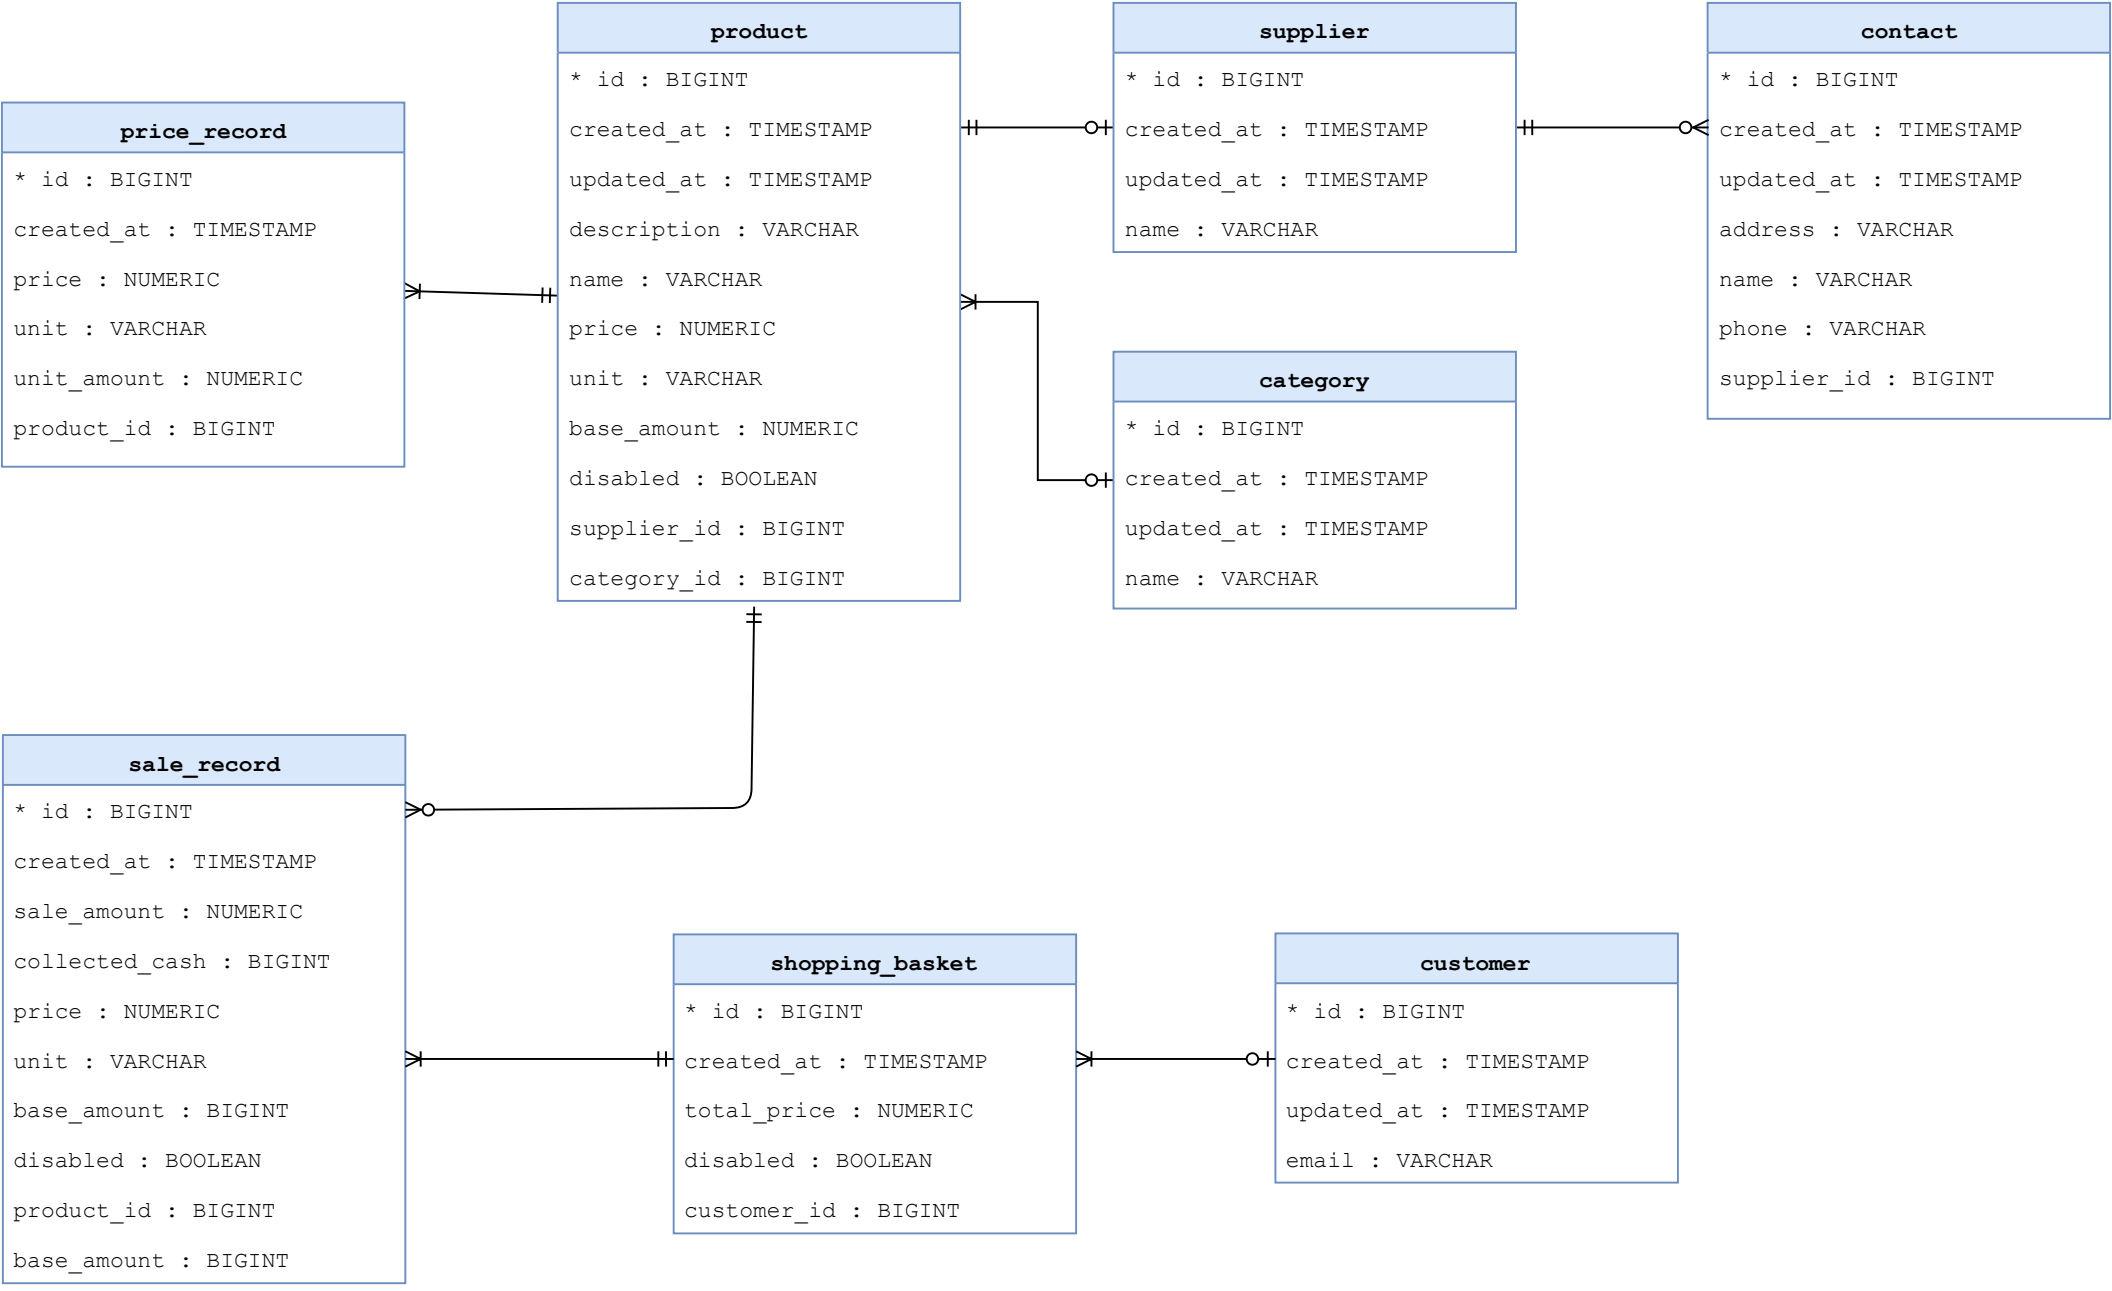 product
* id : BIGINT
created_at : TIMESTAMP
updated_at : TIMESTAMP
description : VARCHAR
name : VARCHAR
price : NUMERIC
unit : VARCHAR
base_amount : NUMERIC
disabled : BOOLEAN
supplier_id : BIGINT
category_id : BIGINT
supplier
* id : BIGINT
created_at : TIMESTAMP
updated_at : TIMESTAMP
name : VARCHAR
contact
* id : BIGINT
created_at : TIMESTAMP
updated_at : TIMESTAMP
address : VARCHAR
name : VARCHAR
phone : VARCHAR
supplier_id : BIGINT
price_record
* id : BIGINT
created_at : TIMESTAMP
price : NUMERIC
unit : VARCHAR
unit_amount : NUMERIC
product_id : BIGINT
category
* id : BIGINT
created_at : TIMESTAMP
updated_at : TIMESTAMP
name : VARCHAR
sale_record
* id : BIGINT
created_at : TIMESTAMP
sale_amount : NUMERIC
collected_cash : BIGINT
price : NUMERIC
unit : VARCHAR
base_amount : BIGINT
disabled : BOOLEAN
product_id : BIGINT
base_amount : BIGINT
shopping_basket
* id : BIGINT
created_at : TIMESTAMP
total_price : NUMERIC
disabled : BOOLEAN
customer_id : BIGINT
customer
* id : BIGINT
created_at : TIMESTAMP
updated_at : TIMESTAMP
email : VARCHAR